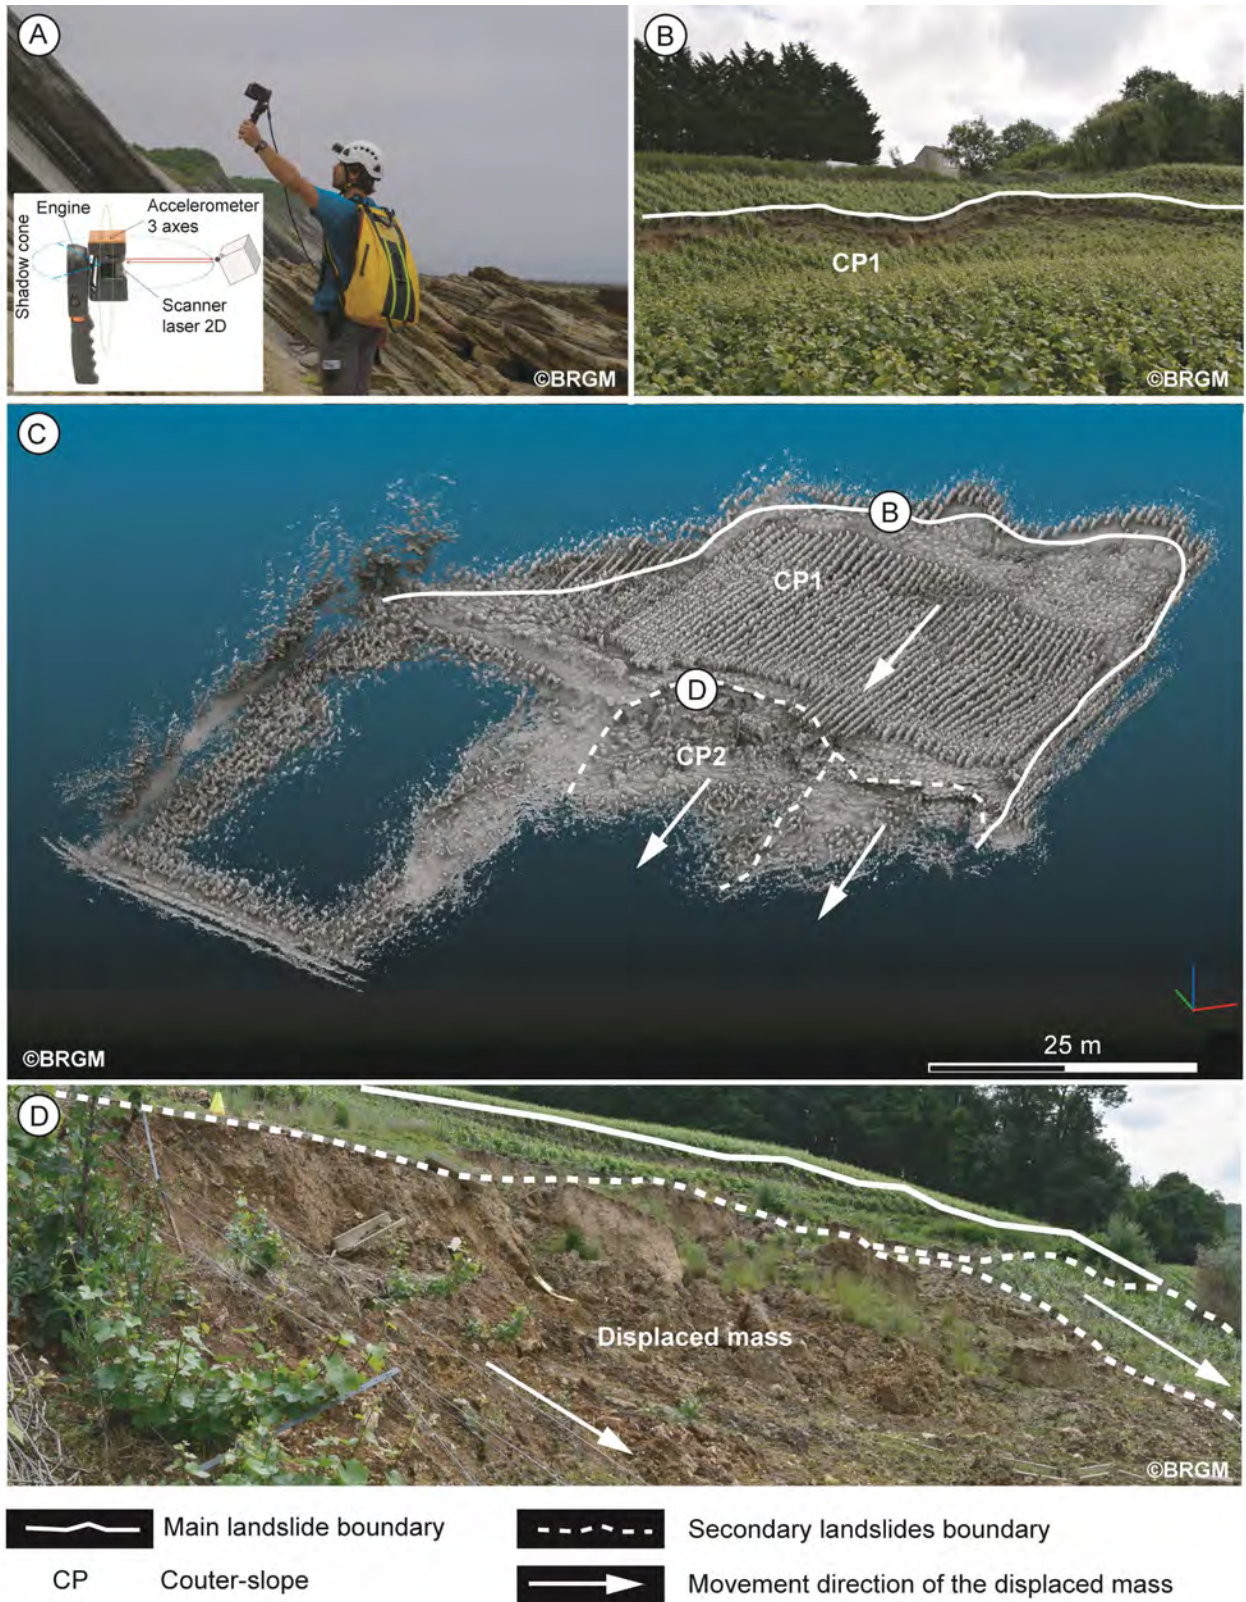 A
Engine
Accelerometer
3 axes
Shadow cone
Scanner
laser 2D
©BRGM
B
CP1
©BRGM
C
B
CP1
D
CP2
25 m
©BRGM
D
Displaced mass
©BRGM
Main landslide boundary
Secondary landslides boundary
CP
Couter-slope
Movement direction of the displaced mass